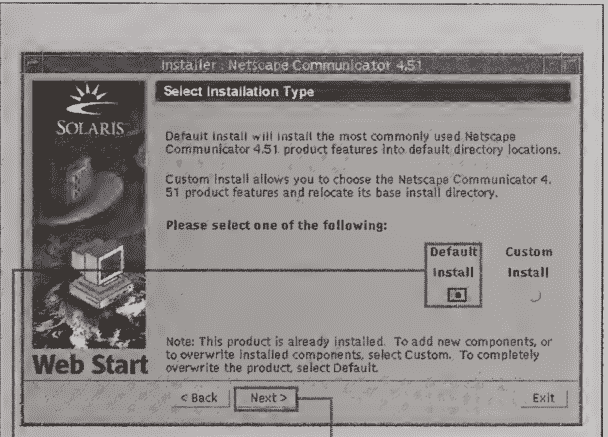 Installer : Netscape Communicator 4.51
Select Installation Type
SOLARIS
Default Install will install the most commonly used Netscape
Communicator 4.51 product features into default directory locations.
Custom Install allows you to choose the Netscape Communicator 4.
51 product features and relocate its base install directory.
Please select one of the following:
Default Custom
Install Install
Note: This product is already installed. To add new components, or
to overwrite installed components, select Custom. To completely
overwrite the product, select Default.
Web Start
< Back Next > Exit